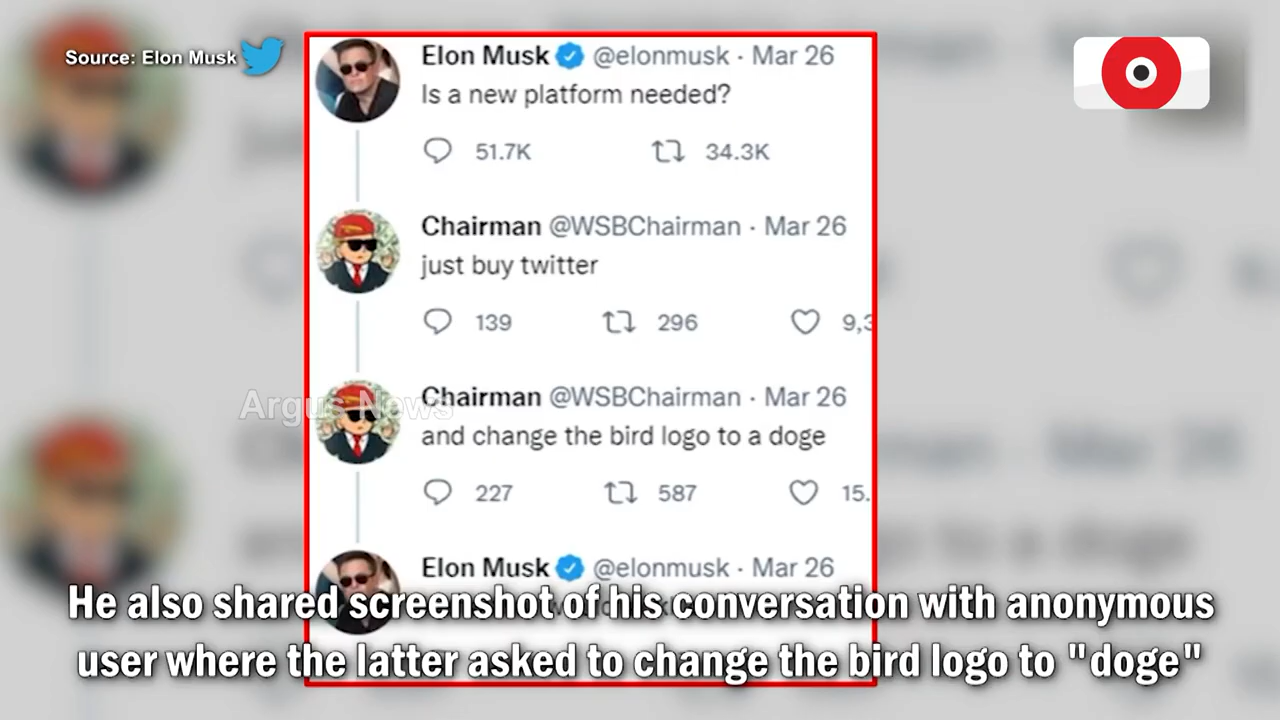 Source: Elon Musk
Elon Musk @elonmusk · Mar 26
Is a new platform needed?
51.7K 34.3K
Chairman @WSBChairman · Mar 26
just buy twitter
139 296 9,3
Argus News
Chairman @WSBChairman · Mar 26
and change the bird logo to a doge
227 587 15.
Elon Musk @elonmusk · Mar 26
He also shared screenshot of his conversation with anonymous
user where the latter asked to change the bird logo to "doge"